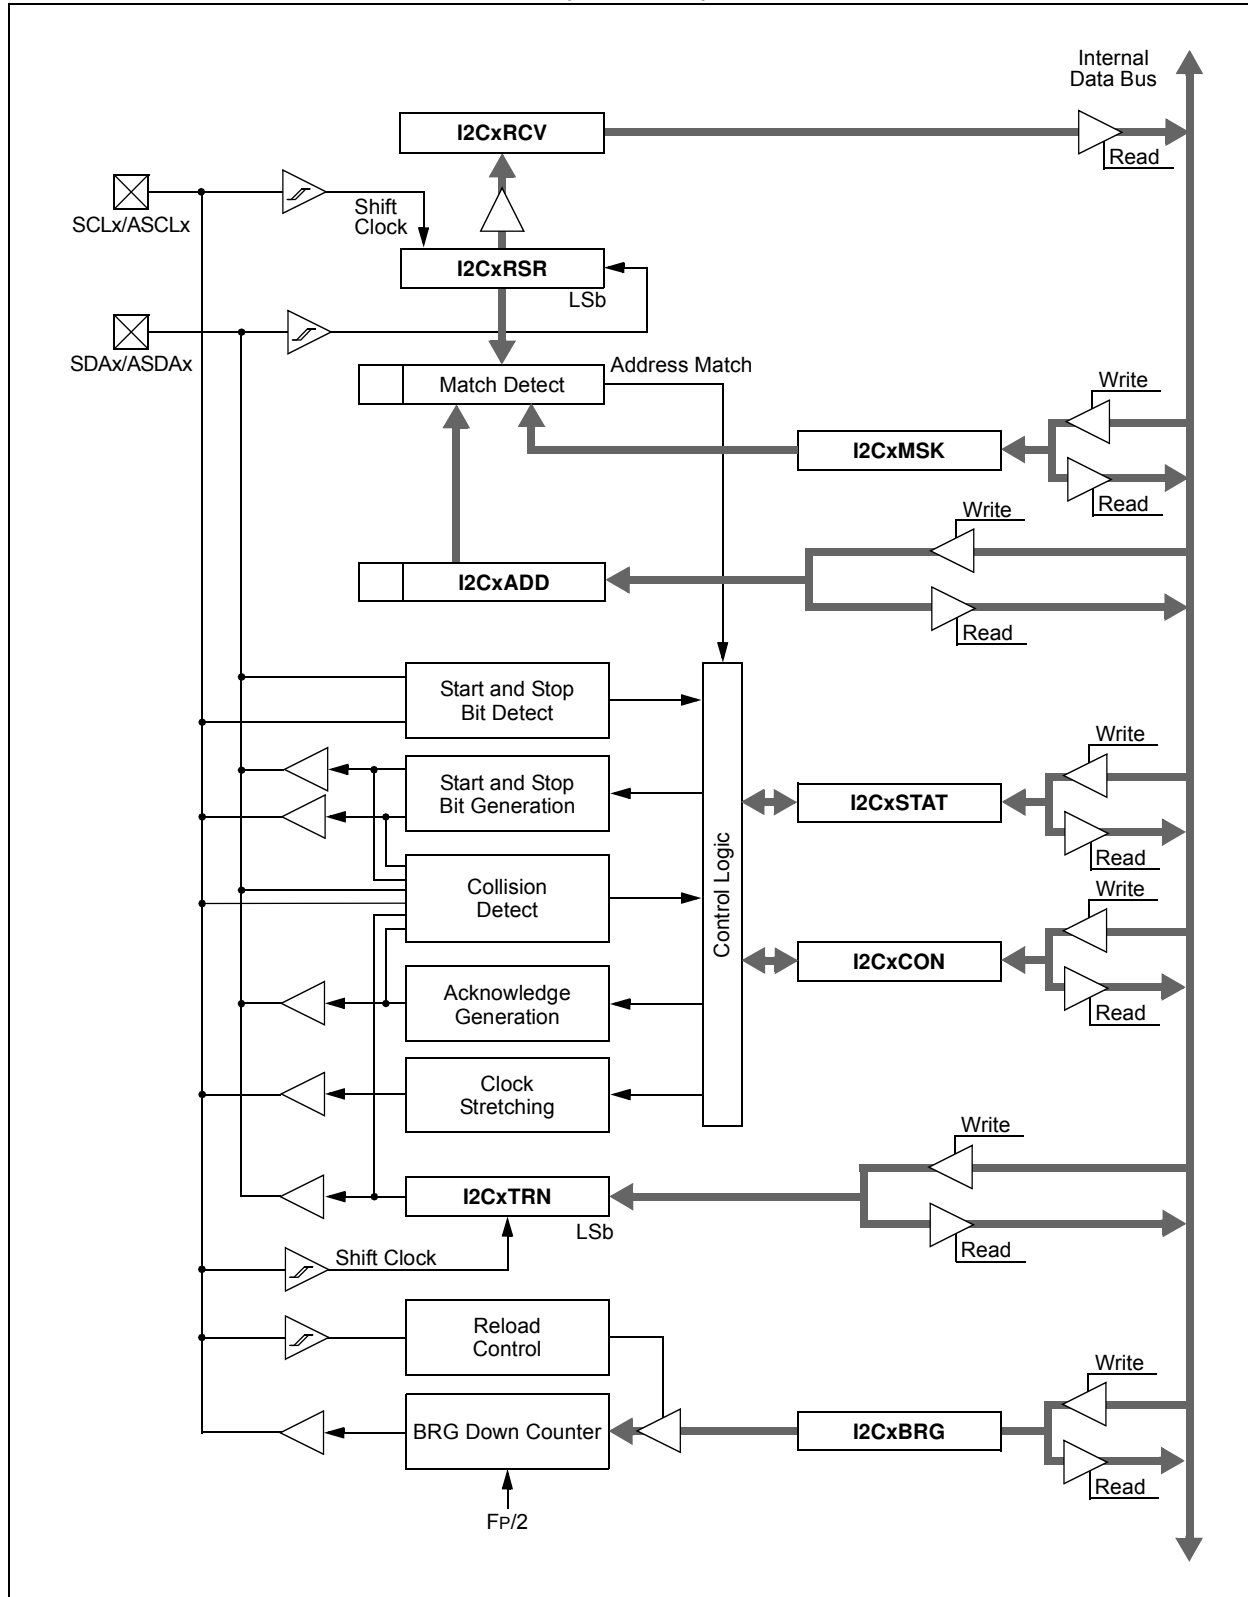 Internal
Data Bus
I2CxRCV
Read
SCLx/ASCLx
Shift
Clock
I2CxRSR
LSb
SDAx/ASDAx
Match Detect
Address Match
Write
I2CxMSK
Read
Write
I2CxADD
Read
Start and Stop
Bit Detect
Write
Start and Stop
Bit Generation
I2CxSTAT
Read
Control Logic
Collision
Detect
Write
I2CxCON
Read
Acknowledge
Generation
Clock
Stretching
Write
I2CxTRN
LSb
Read
Shift Clock
Reload
Control
Write
BRG Down Counter
I2CxBRG
Read
FP/2